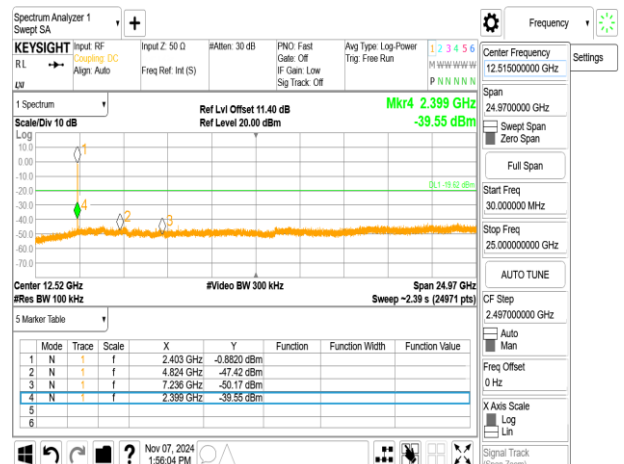 Spectrum Analyzer 1
Swept SA
Frequency
KEYSIGHT
RL
Input: RF
Coupling: DC
Align: Auto
Input Z: 50 Ω
Freq Ref: Int (S)
#Atten: 30 dB
PNO: Fast
Gate: Off
IF Gain: Low
Sig Track: Off
Avg Type: Log-Power
Trig: Free Run
1 2 3 4 5 6
M W W W W W
P N N N N N
Center Frequency
12.515000000 GHz
Settings
Span
24.9700000 GHz
Swept Span
Zero Span
Full Span
Start Freq
30.000000 MHz
Stop Freq
25.000000000 GHz
AUTO TUNE
CF Step
2.497000000 GHz
Auto
Man
Freq Offset
0 Hz
X Axis Scale
Log
Lin
Signal Track
(Span Zoom)
1 Spectrum
Scale/Div 10 dB
Ref Lvl Offset 11.40 dB
Ref Level 20.00 dBm
Mkr4 2.399 GHz
-39.55 dBm
Log
10.0
0.00
-10.0
-20.0
-30.0
-40.0
-50.0
-60.0
-70.0
1
4
2
3
DL1 -19.62 dBm
Center 12.52 GHz
#Res BW 100 kHz
#Video BW 300 kHz
Span 24.97 GHz
Sweep ~2.39 s (24971 pts)
5 Marker Table
Mode Trace Scale X Y Function Function Width Function Value
1 N 1 f 2.403 GHz -0.8820 dBm
2 N 1 f 4.824 GHz -47.42 dBm
3 N 1 f 7.236 GHz -50.17 dBm
4 N 1 f 2.399 GHz -39.55 dBm
5
6
?
Nov 07, 2024
1:56:04 PM